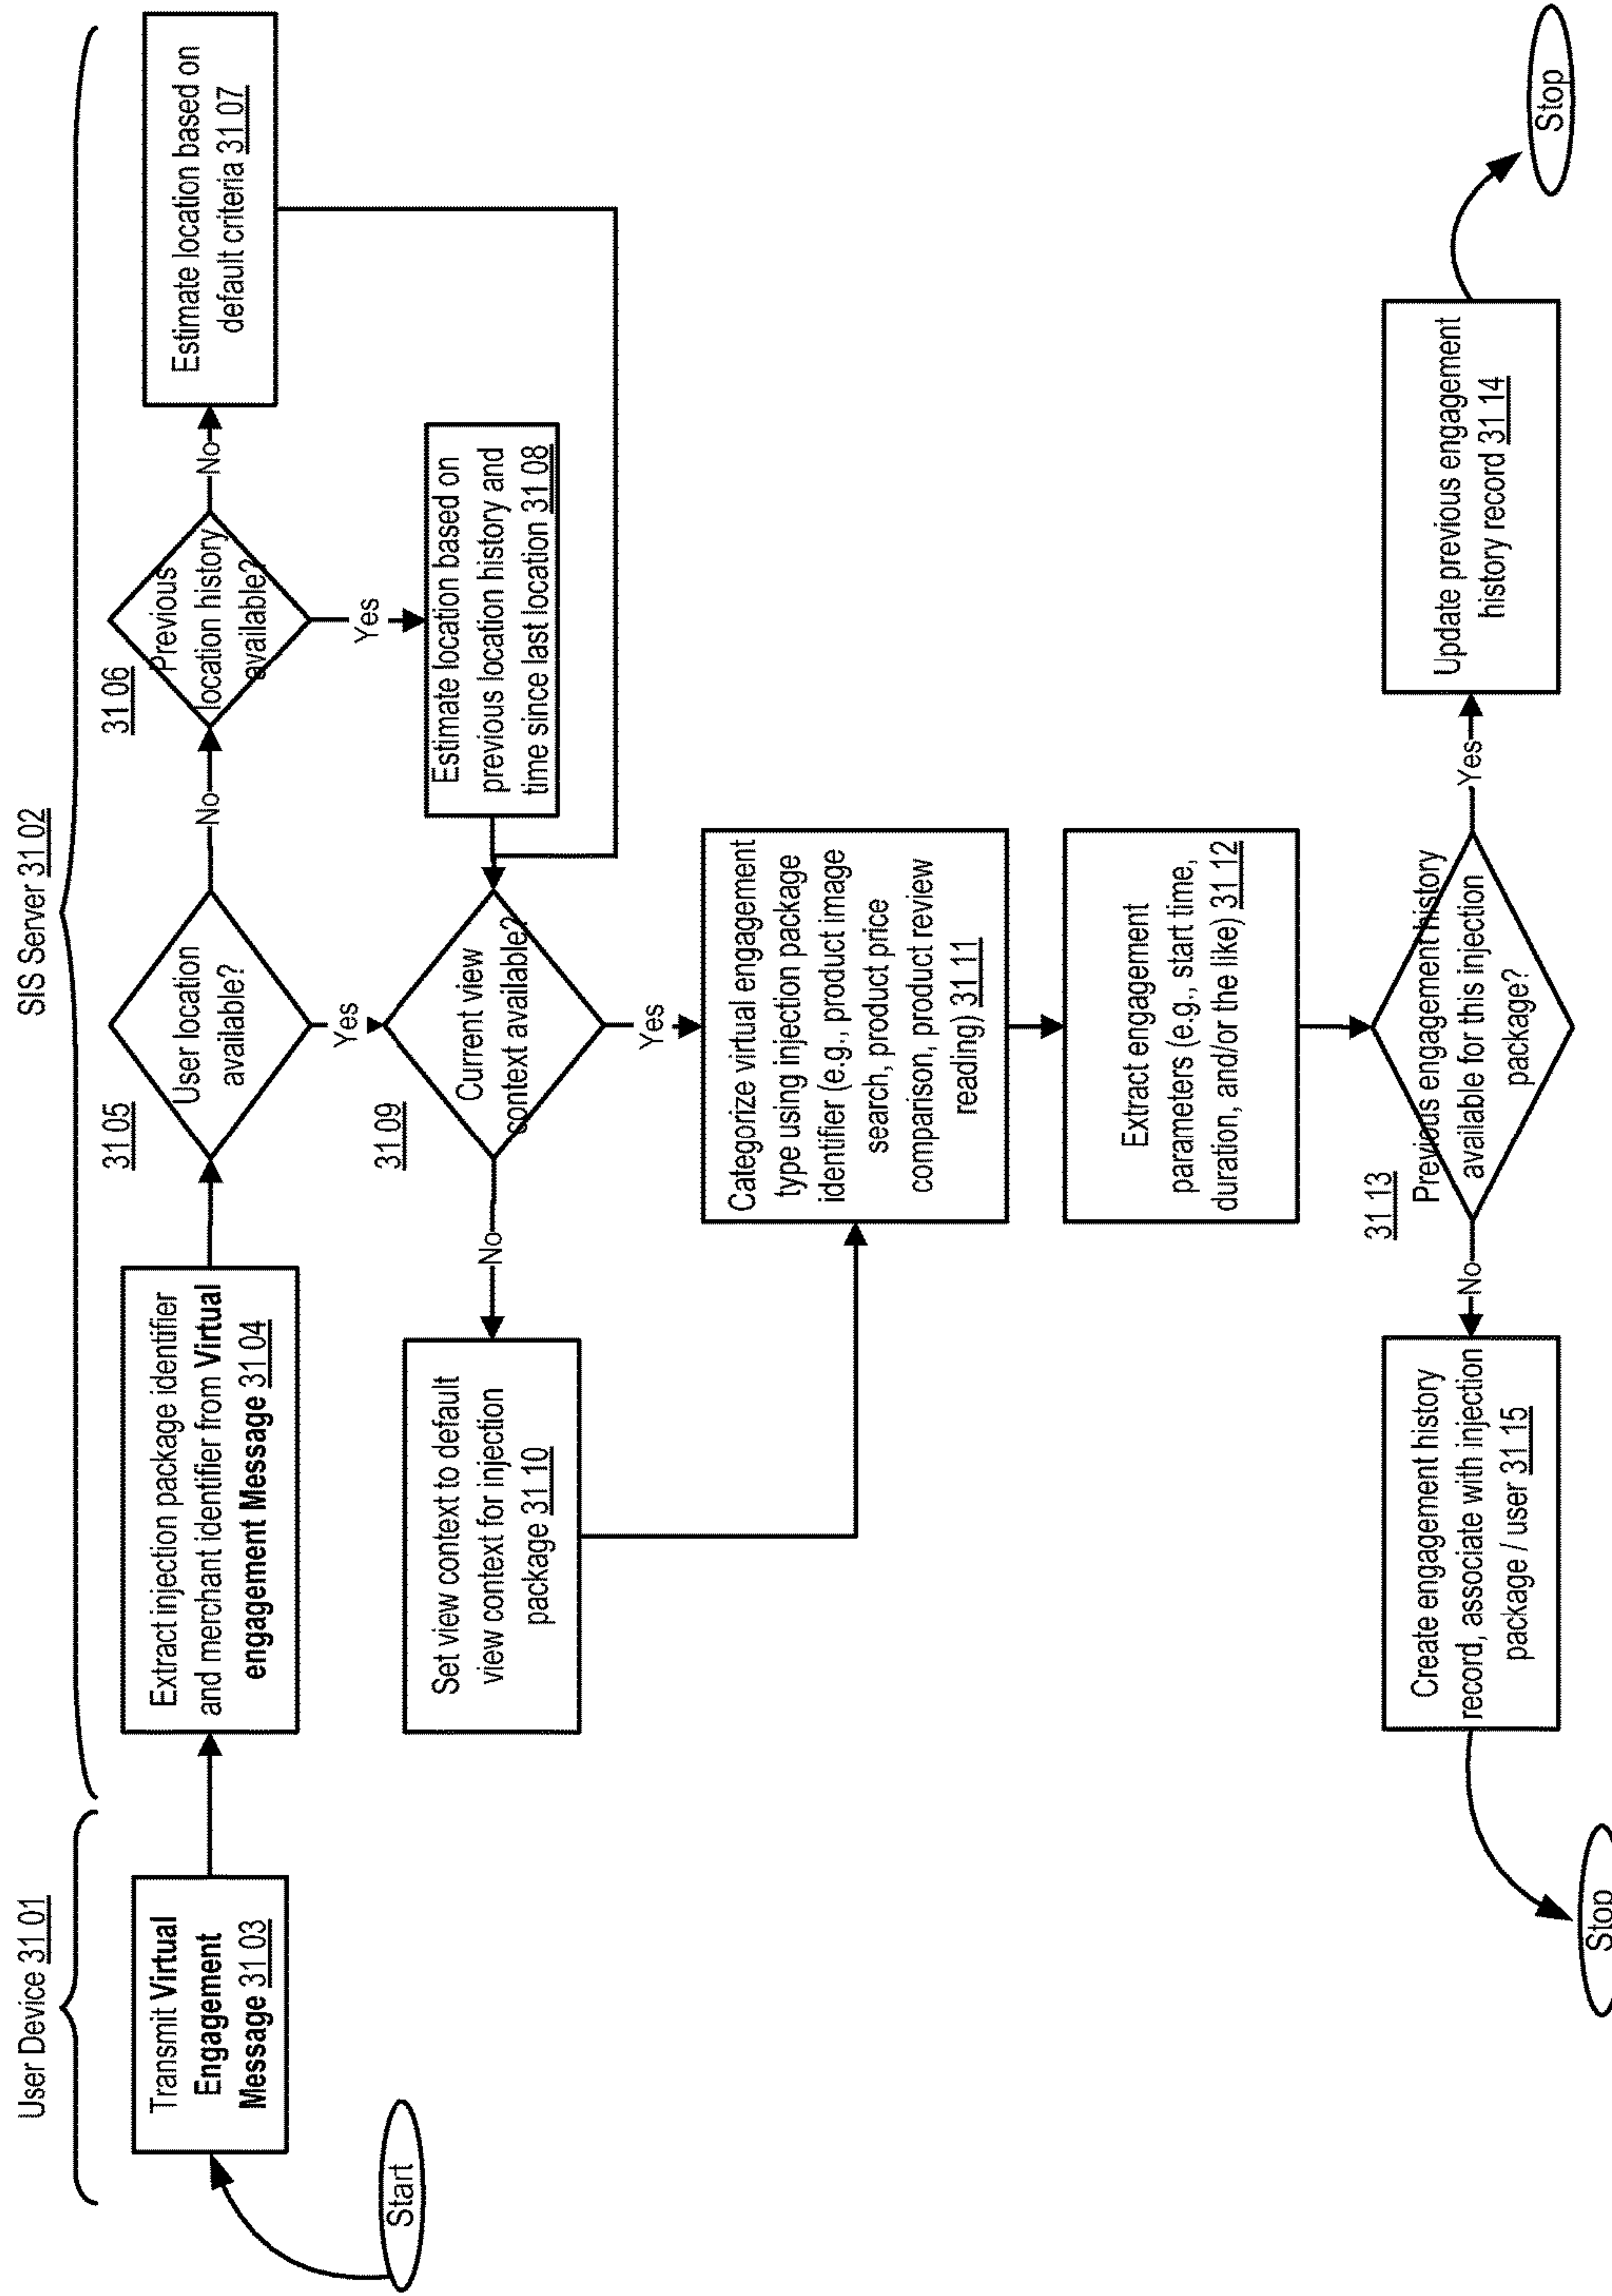 User Device 31 01
SIS Server 31 02
Start
Transmit Virtual
Engagement
Message 31 03
Extract injection package identifier
and merchant identifier from Virtual
engagement Message 31 04
31 05
User location
available?
No
Yes
31 06
Previous
location history
available?
No
Yes
Estimate location based on
default criteria 31 07
Estimate location based on
previous location history and
time since last location 31 08
31 09
Current view
context available?
No
Yes
Set view context to default
view context for injection
package 31 10
Categorize virtual engagement
type using injection package
identifier (e.g., product image
search, product price
comparison, product review
reading) 31 11
Extract engagement
parameters (e.g., start time,
duration, and/or the like) 31 12
31 13
Previous engagement history
available for this injection
package?
No
Yes
Create engagement history
record, associate with injection
package / user 31 15
Stop
Update previous engagement
history record 31 14
Stop